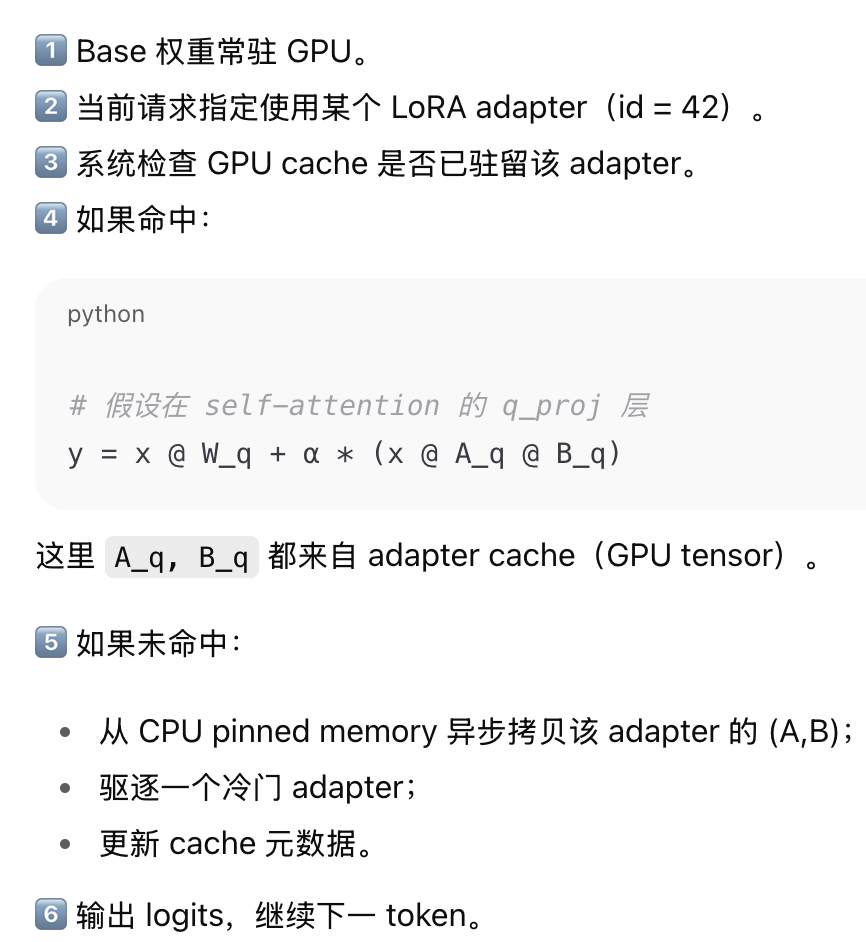 1️⃣ Base 权重常驻 GPU。
2️⃣ 当前请求指定使用某个 LoRA adapter（id = 42）。
3️⃣ 系统检查 GPU cache 是否已驻留该 adapter。
4️⃣ 如果命中：
python
# 假设在 self-attention 的 q_proj 层
y = x @ W_q + α * (x @ A_q @ B_q)
这里 A_q, B_q 都来自 adapter cache（GPU tensor）。
5️⃣ 如果未命中：
• 从 CPU pinned memory 异步拷贝该 adapter 的 (A,B)；
• 驱逐一个冷门 adapter；
• 更新 cache 元数据。
6️⃣ 输出 logits，继续下一 token。